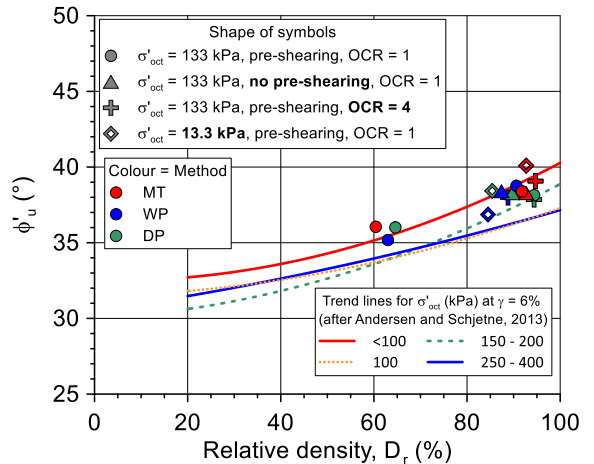 50
45
40
35
30
25
ϕ'u (°)
Shape of symbols
σ'oct = 133 kPa, pre-shearing, OCR = 1
σ'oct = 133 kPa, no pre-shearing, OCR = 1
σ'oct = 133 kPa, pre-shearing, OCR = 4
σ'oct = 13.3 kPa, pre-shearing, OCR = 1
Colour = Method
MT
WP
DP
Trend lines for σ'oct (kPa) at γ = 6%
(after Andersen and Schjetne, 2013)
<100 150 - 200
100 250 - 400
0 20 40 60 80 100
Relative density, Dr (%)